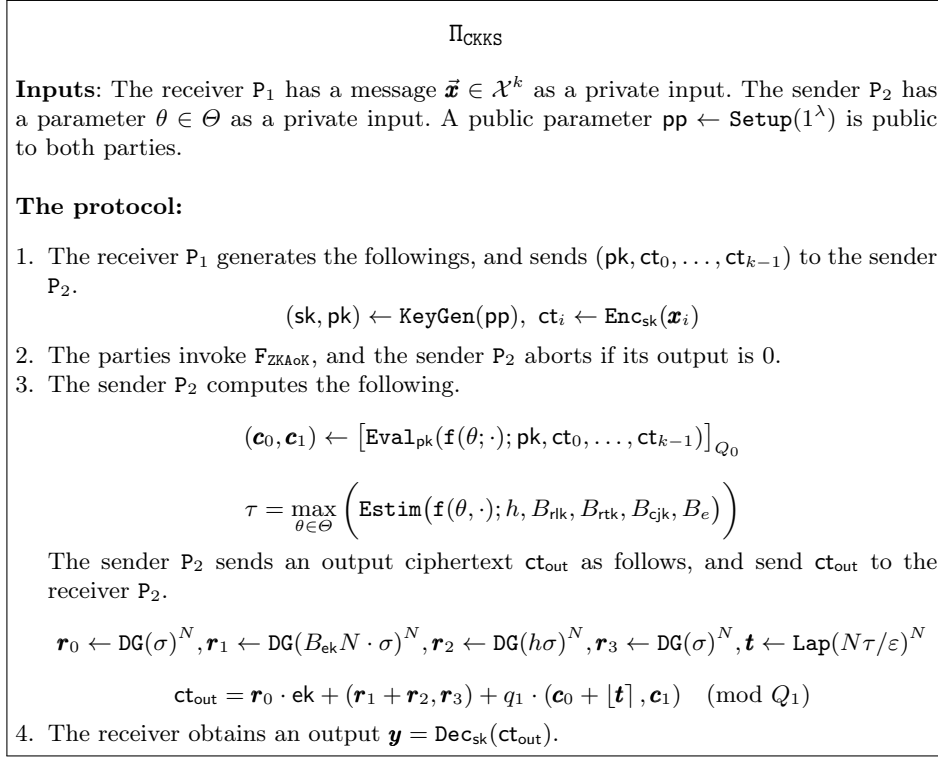 Π_CKKS
Inputs: The receiver P₁ has a message 𝒙⃗ ∈ 𝒳^k as a private input. The sender P₂ has
a parameter θ ∈ Θ as a private input. A public parameter pp ← Setup(1^λ) is public
to both parties.
The protocol:
1. The receiver P₁ generates the followings, and sends (pk, ct₀, . . . , ct_{k−1}) to the sender
P₂.
(sk, pk) ← KeyGen(pp), ct_i ← Enc_sk(𝒙_i)
2. The parties invoke F_ZKAoK, and the sender P₂ aborts if its output is 0.
3. The sender P₂ computes the following.
(𝒄₀, 𝒄₁) ← [Eval_pk(f(θ; ·); pk, ct₀, . . . , ct_{k−1})]_{Q₀}
τ = max_{θ∈Θ} (Estim(f(θ, ·); h, B_rlk, B_rtk, B_cjk, B_e))
The sender P₂ sends an output ciphertext ct_out as follows, and send ct_out to the
receiver P₂.
𝒓₀ ← DG(σ)^N, 𝒓₁ ← DG(B_ek N · σ)^N, 𝒓₂ ← DG(hσ)^N, 𝒓₃ ← DG(σ)^N, 𝒕 ← Lap(Nτ/ε)^N
ct_out = 𝒓₀ · ek + (𝒓₁ + 𝒓₂, 𝒓₃) + q₁ · (𝒄₀ + ⌊𝒕⌉, 𝒄₁) (mod Q₁)
4. The receiver obtains an output 𝒚 = Dec_sk(ct_out).